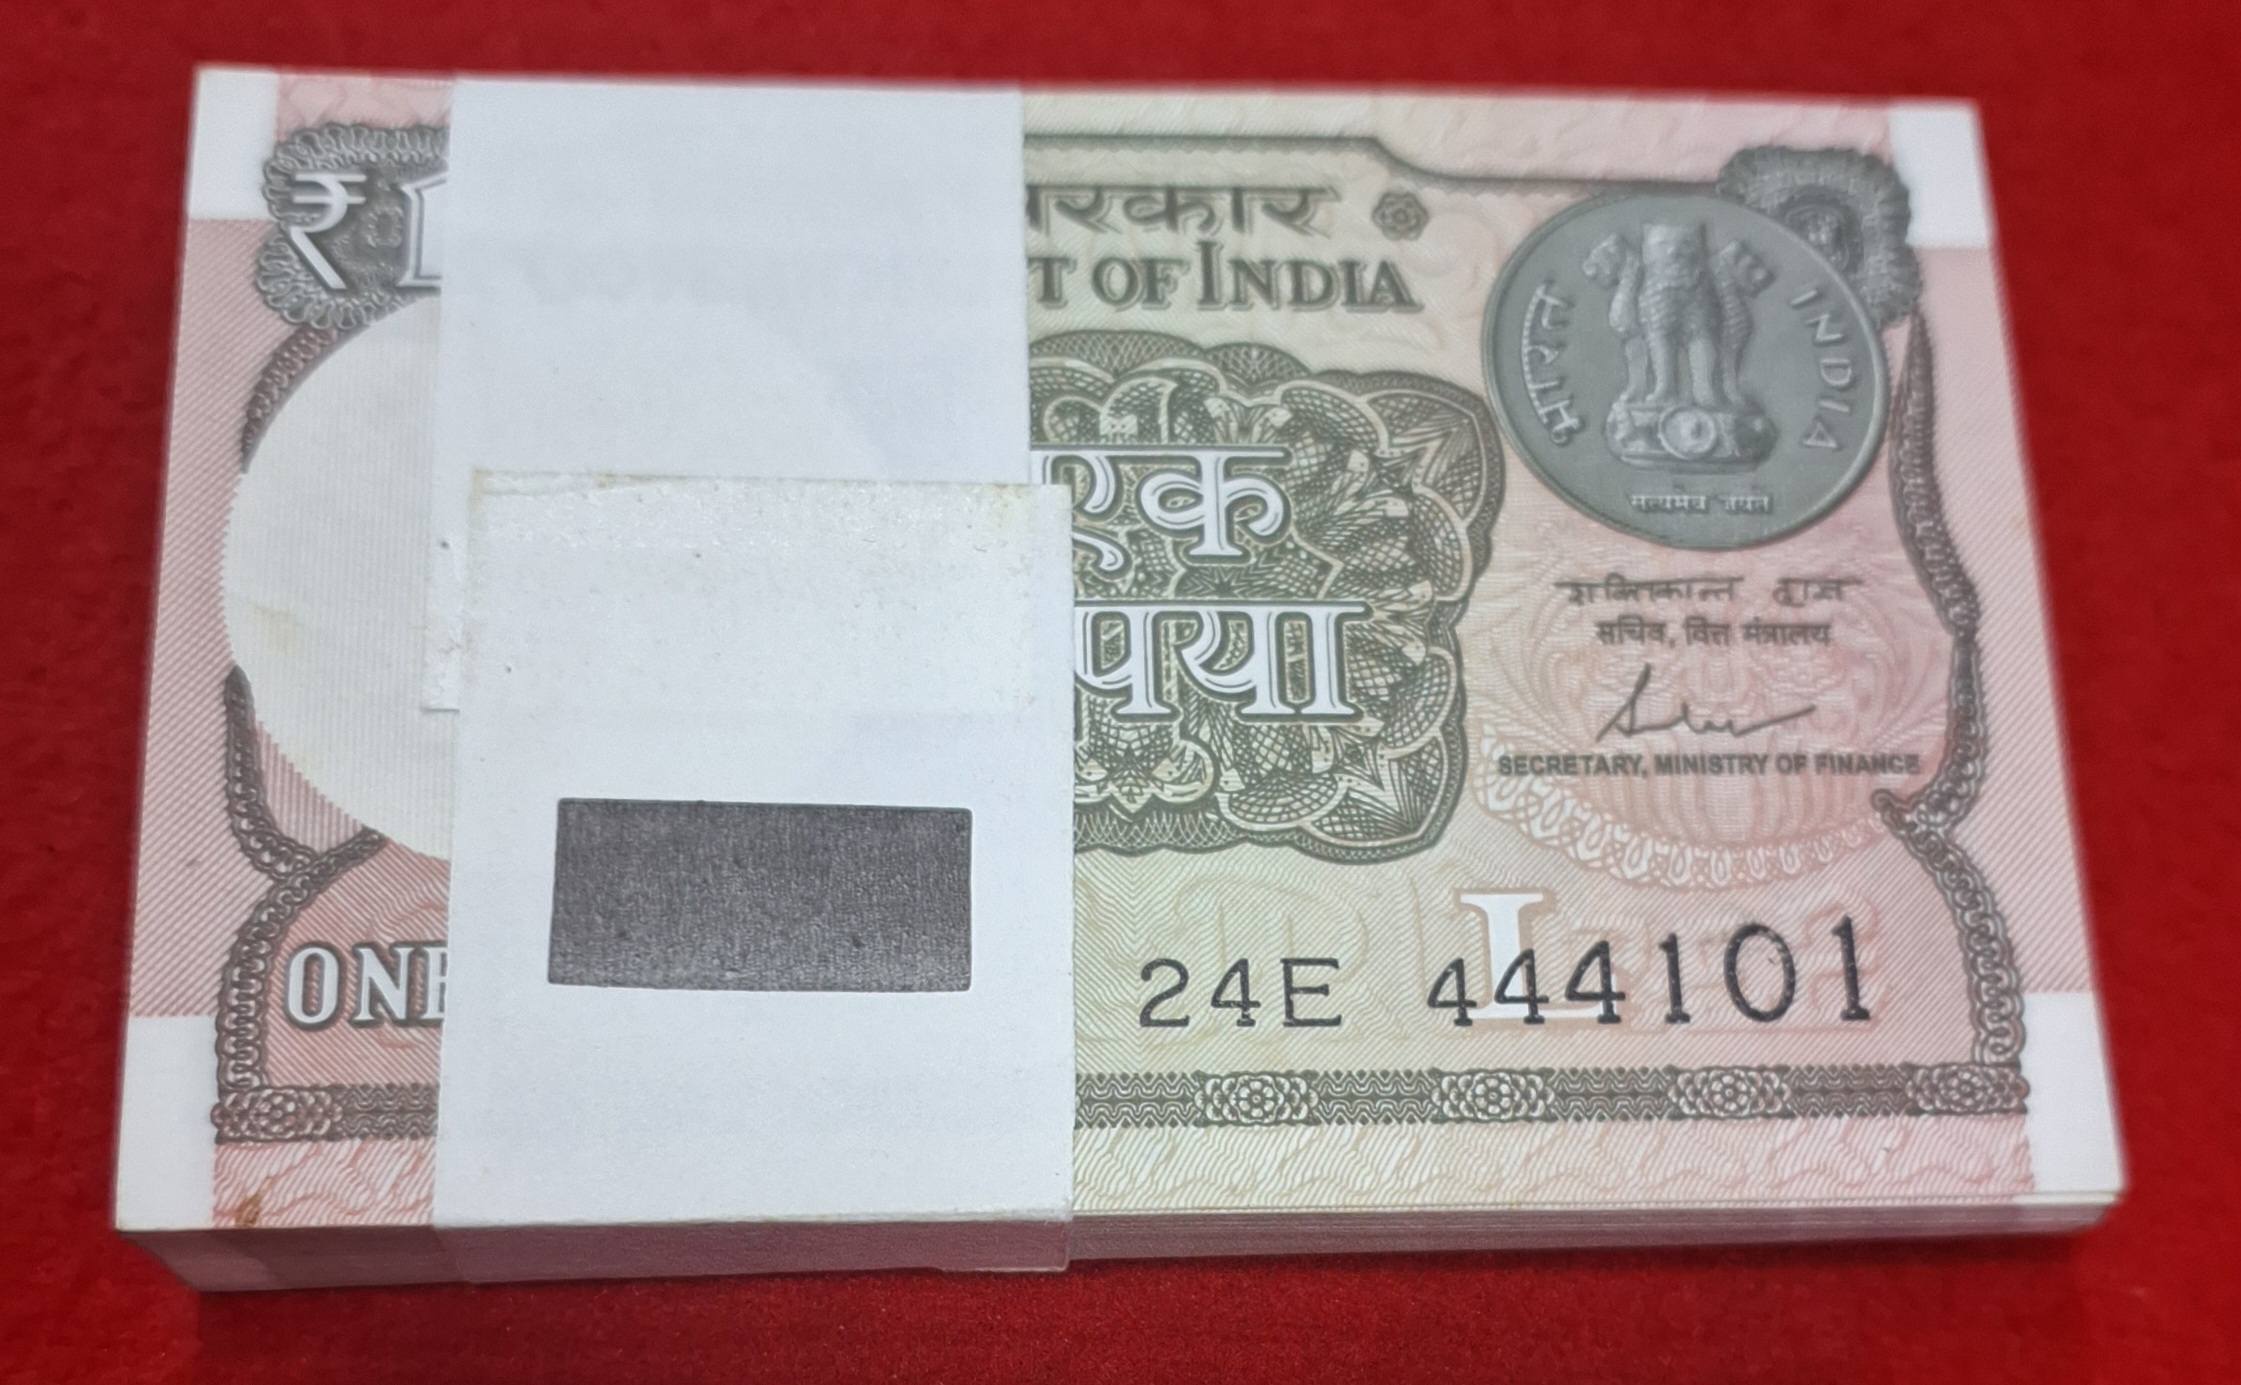 ₹ 1
रकार
T OF INDIA
भारत INDIA
सत्यमेव जयते
एक
पया
शक्तिकान्त दास
सचिव, वित्त मंत्रालय
SECRETARY, MINISTRY OF FINANCE
L
ONE
24E 444101